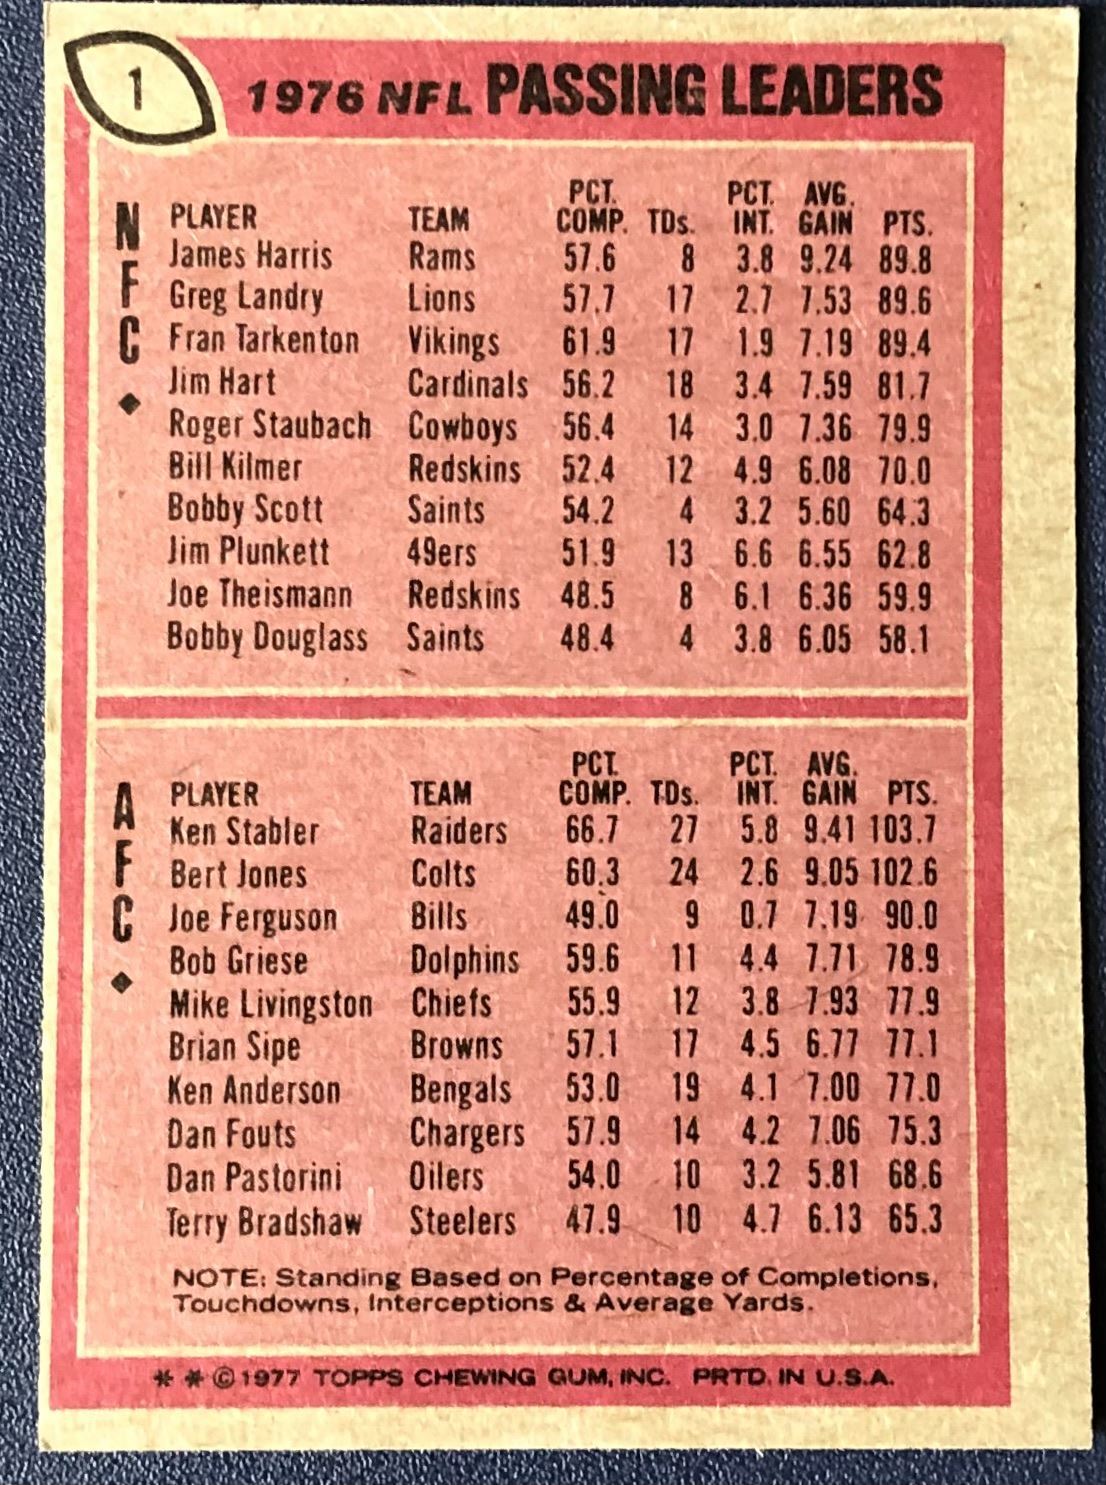 1
1976 NFL PASSING LEADERS
NFC
PCT. PCT. AVG.
PLAYER TEAM COMP. TDs. INT. GAIN PTS.
James Harris Rams 57.6 8 3.8 9.24 89.8
Greg Landry Lions 57.7 17 2.7 7.53 89.6
Fran Tarkenton Vikings 61.9 17 1.9 7.19 89.4
Jim Hart Cardinals 56.2 18 3.4 7.59 81.7
Roger Staubach Cowboys 56.4 14 3.0 7.36 79.9
Bill Kilmer Redskins 52.4 12 4.9 6.08 70.0
Bobby Scott Saints 54.2 4 3.2 5.60 64.3
Jim Plunkett 49ers 51.9 13 6.6 6.55 62.8
Joe Theismann Redskins 48.5 8 6.1 6.36 59.9
Bobby Douglass Saints 48.4 4 3.8 6.05 58.1
AFC
PCT. PCT. AVG.
PLAYER TEAM COMP. TDs. INT. GAIN PTS.
Ken Stabler Raiders 66.7 27 5.8 9.41 103.7
Bert Jones Colts 60.3 24 2.6 9.05 102.6
Joe Ferguson Bills 49.0 9 0.7 7.19 90.0
Bob Griese Dolphins 59.6 11 4.4 7.71 78.9
Mike Livingston Chiefs 55.9 12 3.8 7.93 77.9
Brian Sipe Browns 57.1 17 4.5 6.77 77.1
Ken Anderson Bengals 53.0 19 4.1 7.00 77.0
Dan Fouts Chargers 57.9 14 4.2 7.06 75.3
Dan Pastorini Oilers 54.0 10 3.2 5.81 68.6
Terry Bradshaw Steelers 47.9 10 4.7 6.13 65.3
NOTE: Standing Based on Percentage of Completions,
Touchdowns, Interceptions & Average Yards.
* * © 1977 TOPPS CHEWING GUM, INC. PRTD. IN U.S.A.